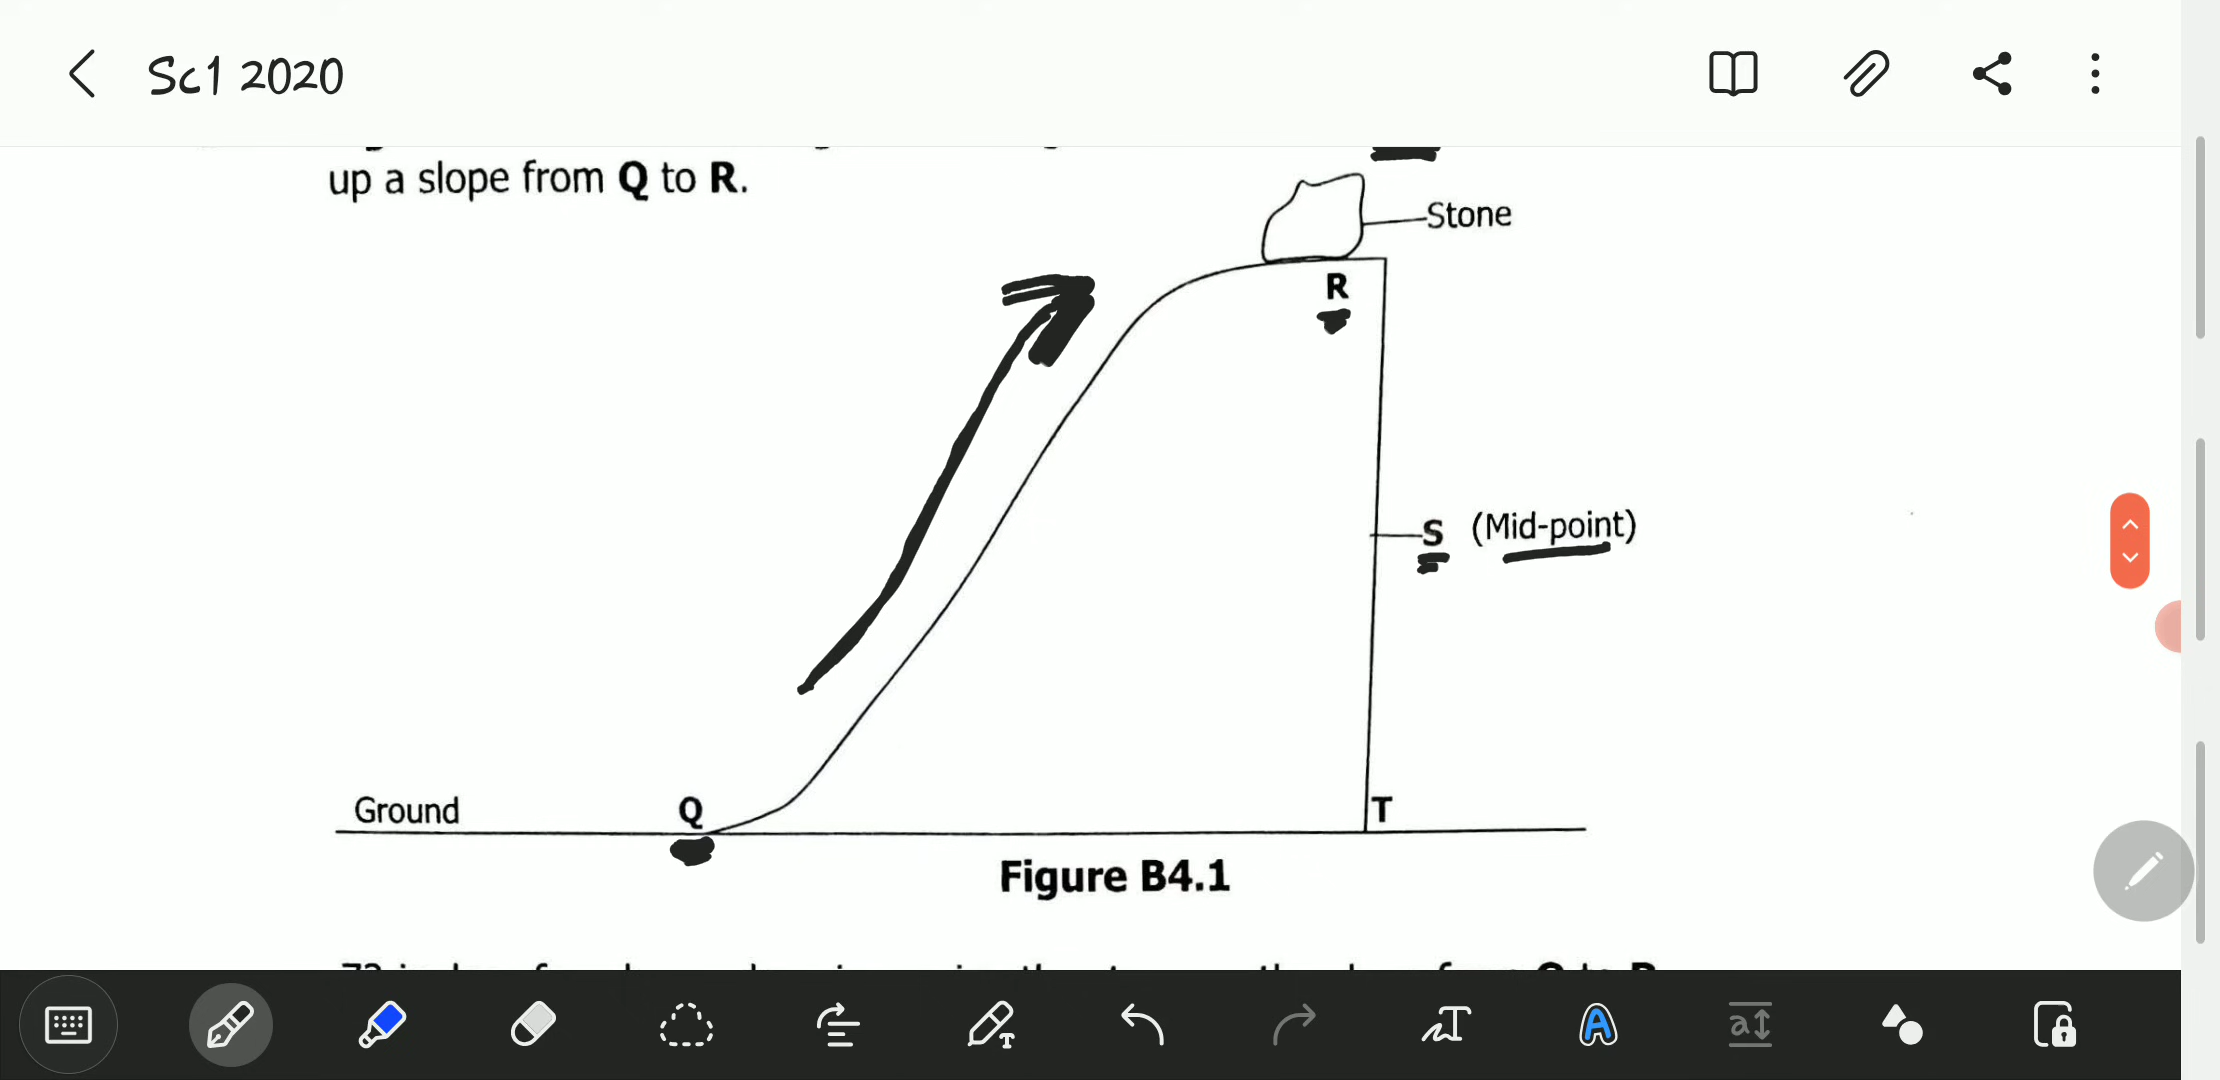 Sc1 2020
up a slope from Q to R.
Stone
R
S (Mid-point)
Ground
Q
T
Figure B4.1